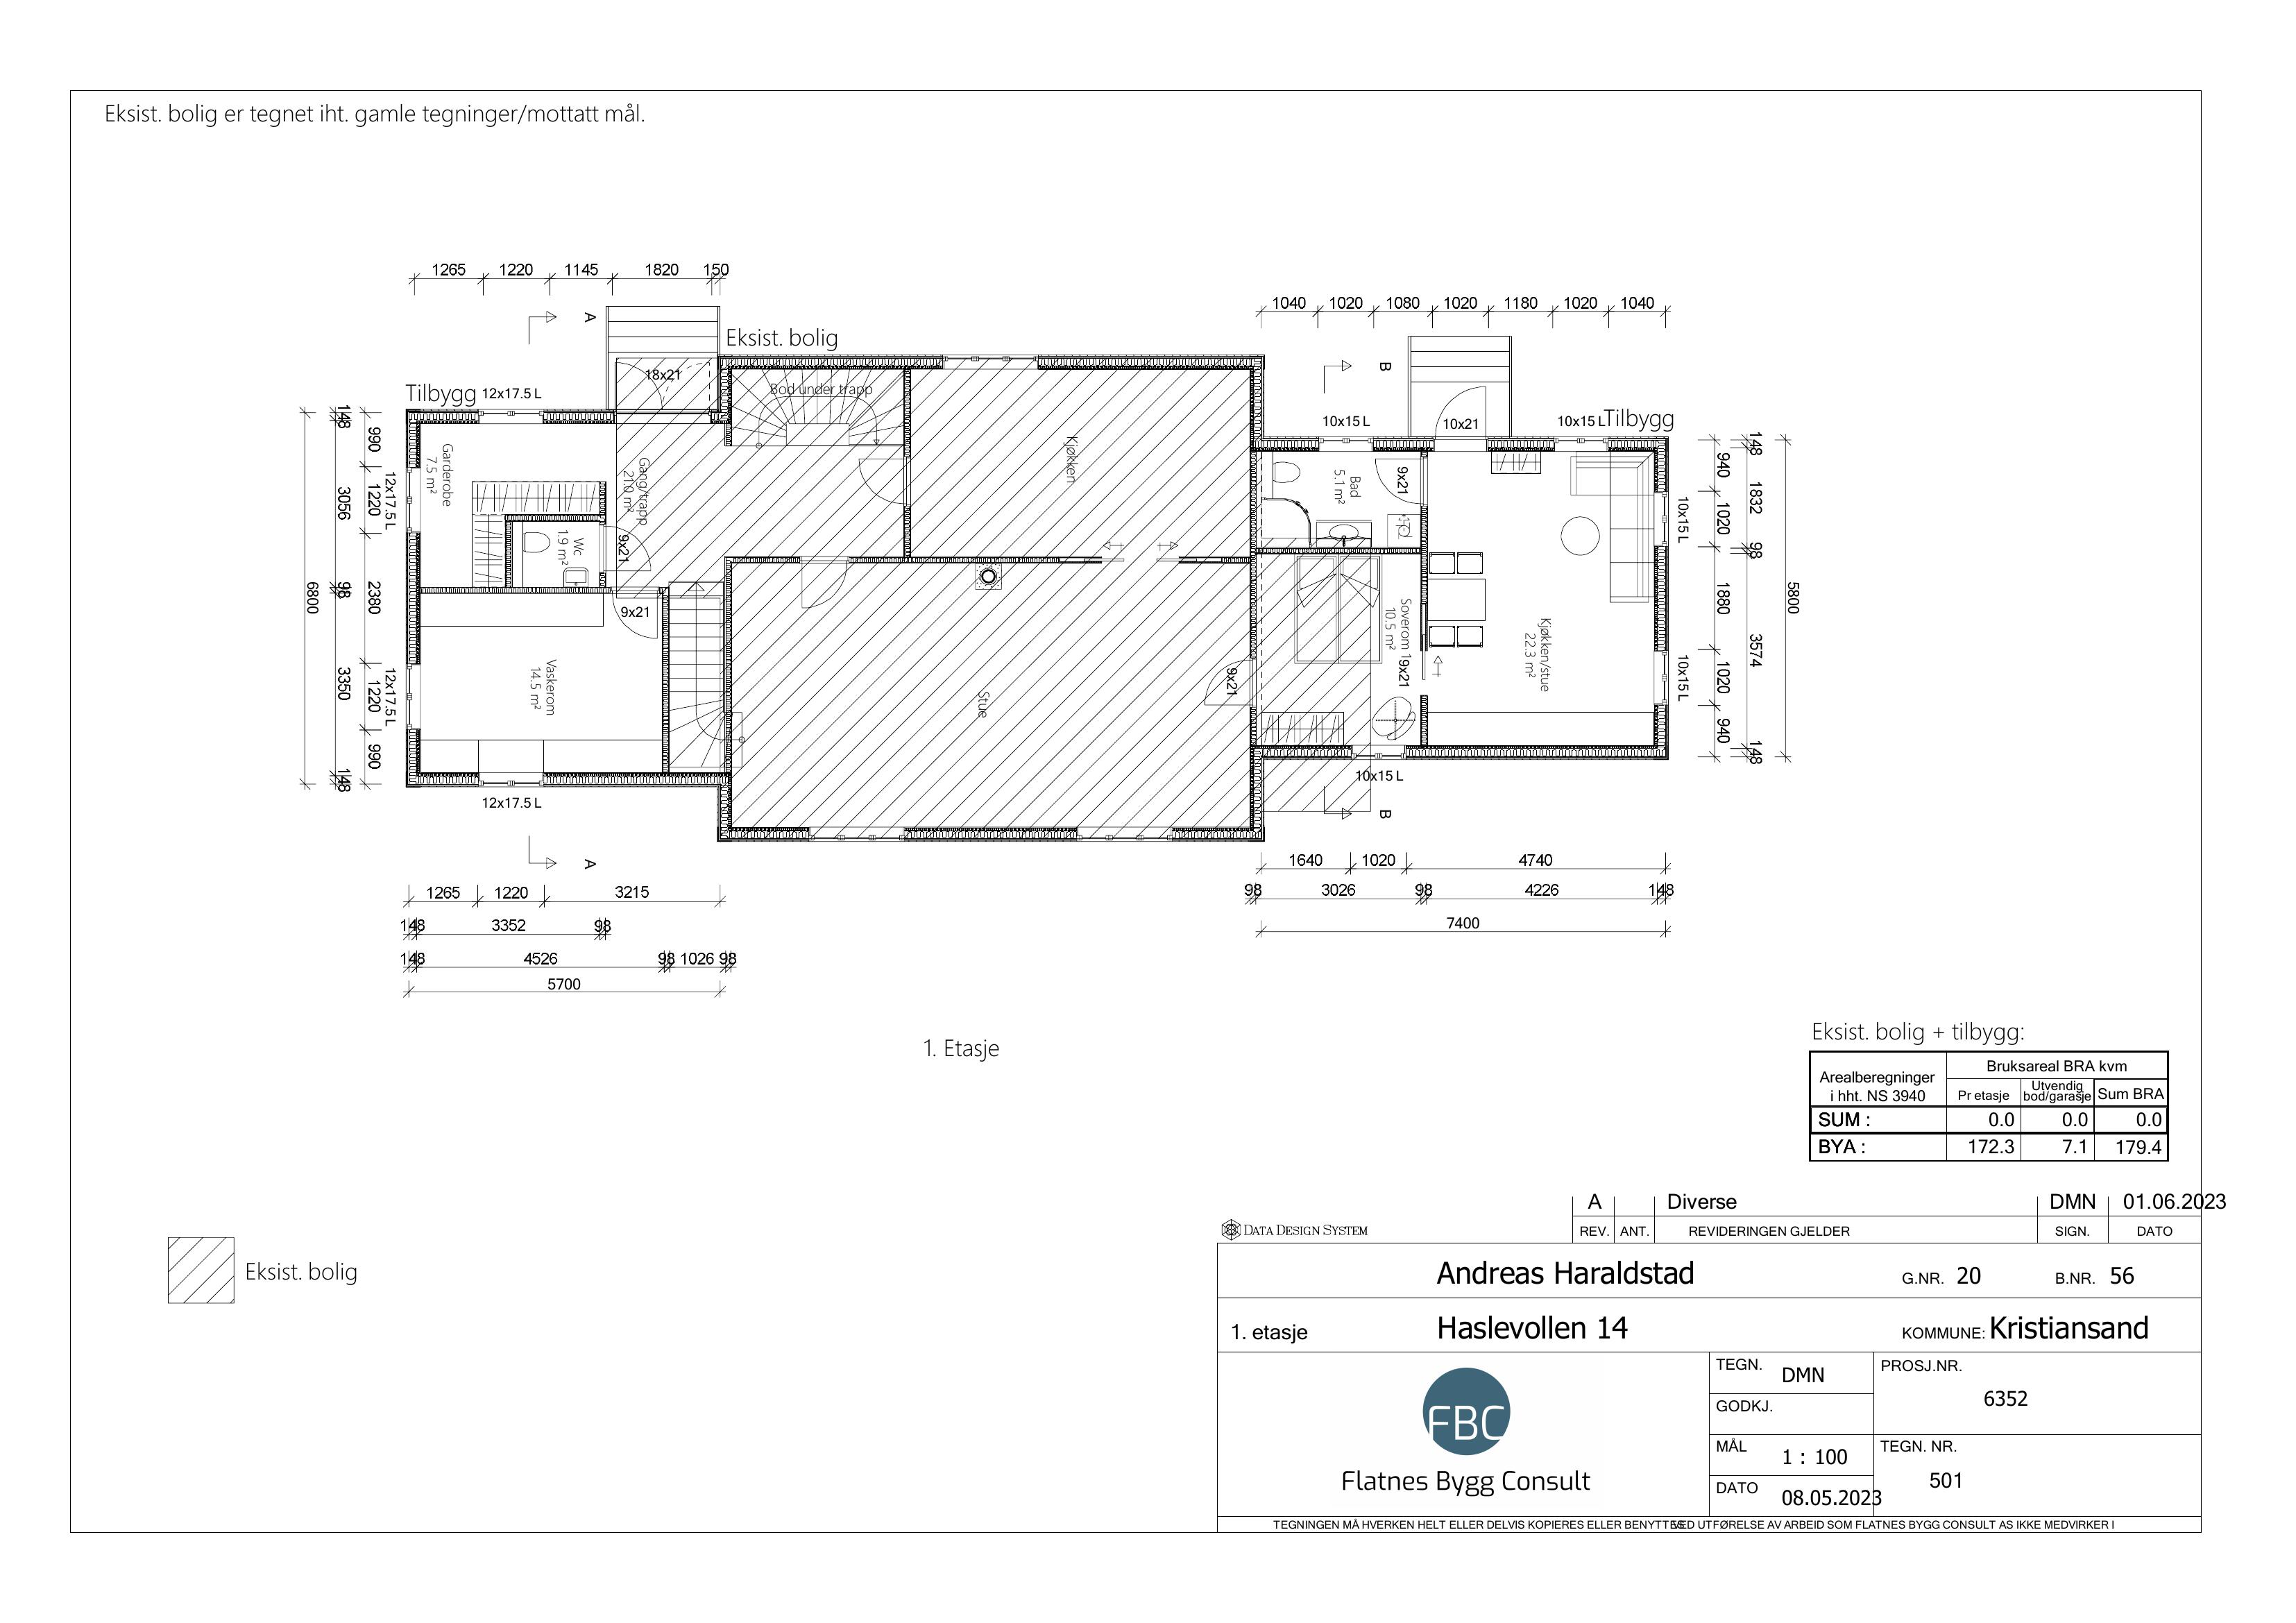 Eksist. bolig er tegnet iht. gamle tegninger/mottatt mål.
1265 1220 1145 1820 150
1040 1020 1080 1020 1180 1020 1040
A
Eksist. bolig
B
Tilbygg
12x17.5 L
18x21
Bod under trapp
10x15 L
10x21
10x15 L
Tilbygg
148
3056
98
3350
148
6800
990
1220
2380
1220
990
12x17.5 L
12x17.5 L
Garderobe
7.5 m²
Gang/trapp
21.0 m²
Wc
1.9 m²
9x21
9x21
Vaskerom
14.5 m²
12x17.5 L
Kjøkken
Stue
9x21
Bad
5.1 m²
9x21
Soverom 1
10.5 m²
9x21
Kjøkken/stue
22.3 m²
10x15 L
10x15 L
10x15 L
940
1020
1880
1020
940
148
1832
98
3574
148
5800
A
B
1640 1020 4740
98 3026 98 4226 148
7400
1265 1220 3215
148 3352 98
148 4526 98 1026 98
5700
1. Etasje
Eksist. bolig + tilbygg:
Arealberegninger
i hht. NS 3940
Bruksareal BRA kvm
Pr etasje
Utvendig
bod/garasje
Sum BRA
SUM : 0.0 0.0 0.0
BYA : 172.3 7.1 179.4
Eksist. bolig
DATA DESIGN SYSTEM
A Diverse DMN 01.06.2023
REV. ANT. REVIDERINGEN GJELDER SIGN. DATO
Andreas Haraldstad G.NR. 20 B.NR. 56
1. etasje Haslevollen 14 KOMMUNE: Kristiansand
FBC
Flatnes Bygg Consult
TEGN. DMN
GODKJ.
MÅL 1 : 100
DATO 08.05.2023
PROSJ.NR.
6352
TEGN. NR.
501
TEGNINGEN MÅ HVERKEN HELT ELLER DELVIS KOPIERES ELLER BENYTTES VED UTFØRELSE AV ARBEID SOM FLATNES BYGG CONSULT AS IKKE MEDVIRKER I